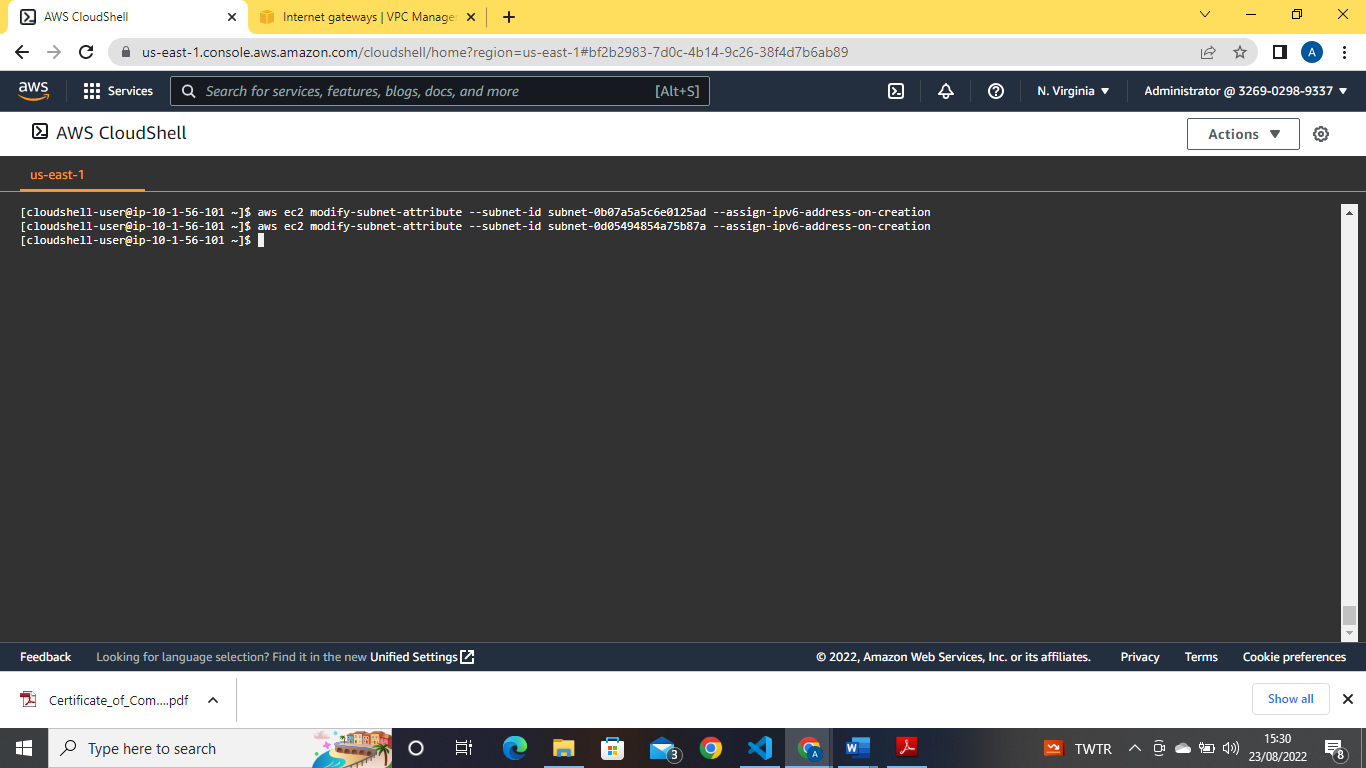 AWS CloudShell
Internet gateways | VPC Manage
us-east-1.console.aws.amazon.com/cloudshell/home?region=us-east-1#bf2b2983-7d0c-4b14-9c26-38f4d7b6ab89
A
aws
Services
Search for services, features, blogs, docs, and more
[Alt+S]
N. Virginia
Administrator @ 3269-0298-9337
AWS CloudShell
Actions
us-east-1
[cloudshell-user@ip-10-1-56-101 ~]$ aws ec2 modify-subnet-attribute --subnet-id subnet-0b07a5a5c6e0125ad --assign-ipv6-address-on-creation
[cloudshell-user@ip-10-1-56-101 ~]$ aws ec2 modify-subnet-attribute --subnet-id subnet-0d05494854a75b87a --assign-ipv6-address-on-creation
[cloudshell-user@ip-10-1-56-101 ~]$
Feedback
Looking for language selection? Find it in the new Unified Settings
© 2022, Amazon Web Services, Inc. or its affiliates.
Privacy
Terms
Cookie preferences
Certificate_of_Com....pdf
Show all
Type here to search
3
A
TWTR
15:30
23/08/2022
8